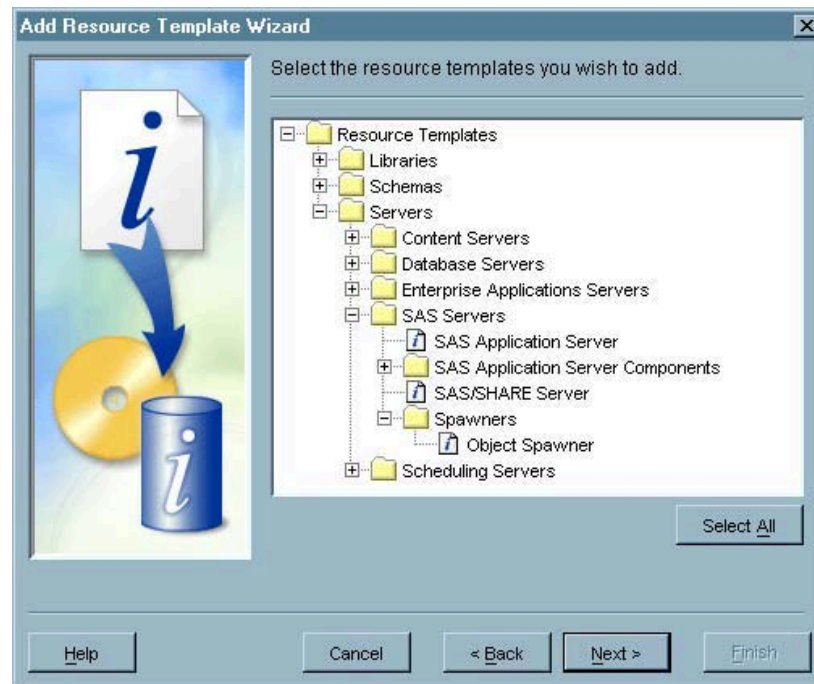 Add Resource Template Wizard
Select the resource templates you wish to add.
Resource Templates
Libraries
Schemas
Servers
Content Servers
Database Servers
Enterprise Applications Servers
SAS Servers
SAS Application Server
SAS Application Server Components
SAS/SHARE Server
Spawners
Object Spawner
Scheduling Servers
Select All
Help Cancel < Back Next > Finish